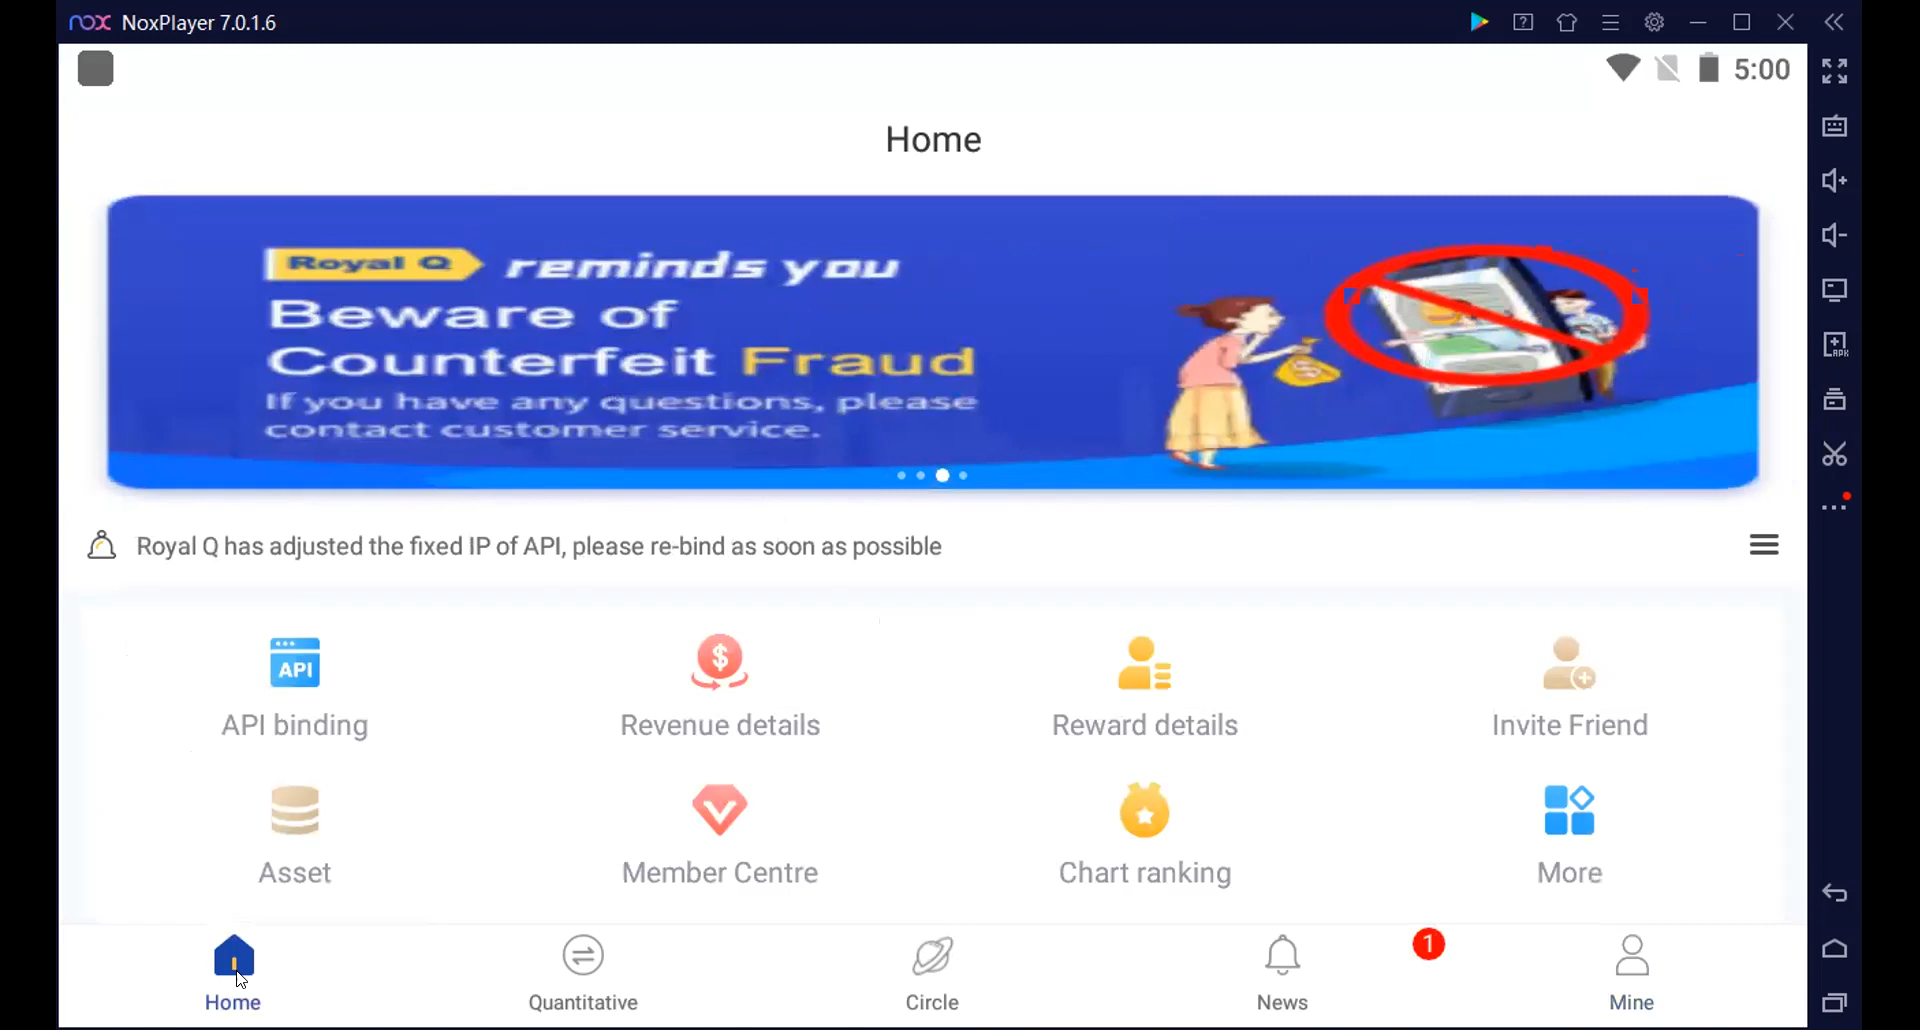 nox NoxPlayer 7.0.1.6
5:00
Home
Royal Q reminds you
Beware of
Counterfeit Fraud
If you have any questions, please
contact customer service.
Royal Q has adjusted the fixed IP of API, please re-bind as soon as possible
API
API binding
Revenue details
Reward details
Invite Friend
Asset
Member Centre
Chart ranking
More
1
Home
Quantitative
Circle
News
Mine